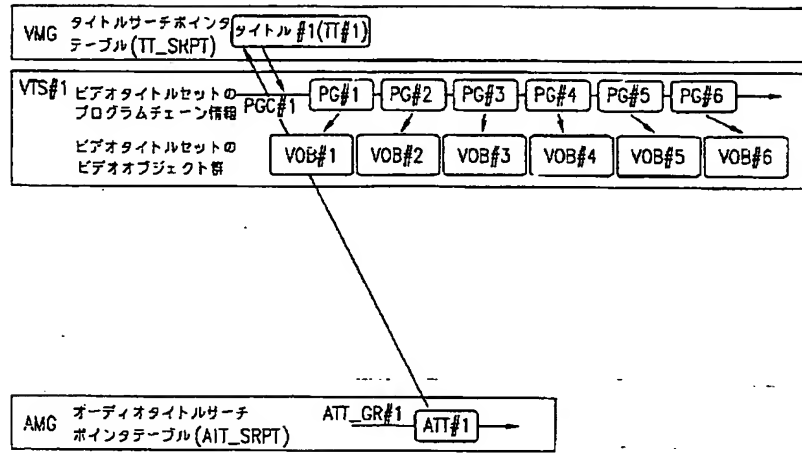 VMG タイトルサーチポインタ
テーブル(TT_SRPT)
タイトル #1(TT#1)
VTS#1 ビデオタイトルセットの
プログラムチェーン情報
PGC#1
PG#1 PG#2 PG#3 PG#4 PG#5 PG#6
ビデオタイトルセットの
ビデオオブジェクト群
VOB#1 VOB#2 VOB#3 VOB#4 VOB#5 VOB#6
AMG オーディオタイトルサーチ
ポインタテーブル(AIT_SRPT)
ATT_GR#1
ATT#1